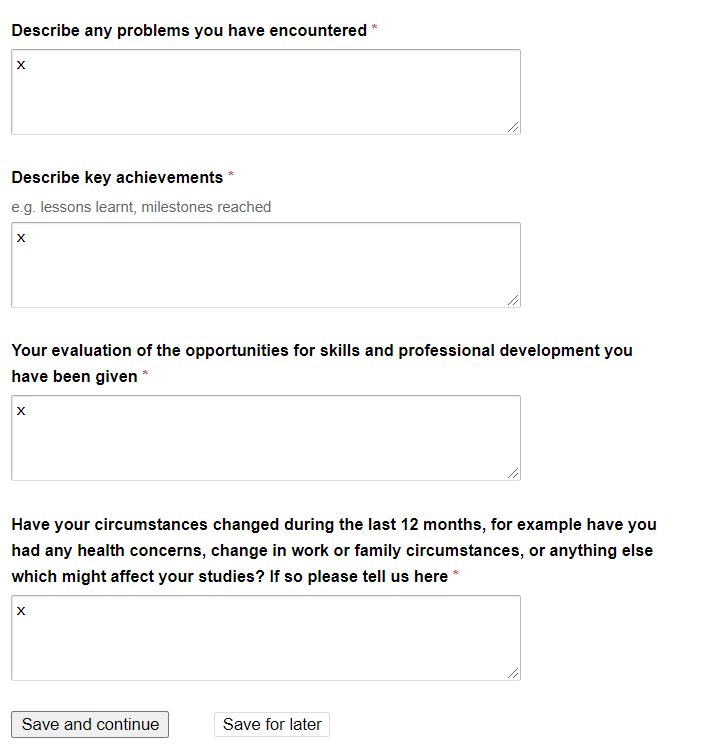 Describe any problems you have encountered *
x
Describe key achievements *
e.g. lessons learnt, milestones reached
x
Your evaluation of the opportunities for skills and professional development you
have been given *
x
Have your circumstances changed during the last 12 months, for example have you
had any health concerns, change in work or family circumstances, or anything else
which might affect your studies? If so please tell us here *
x
Save and continue Save for later